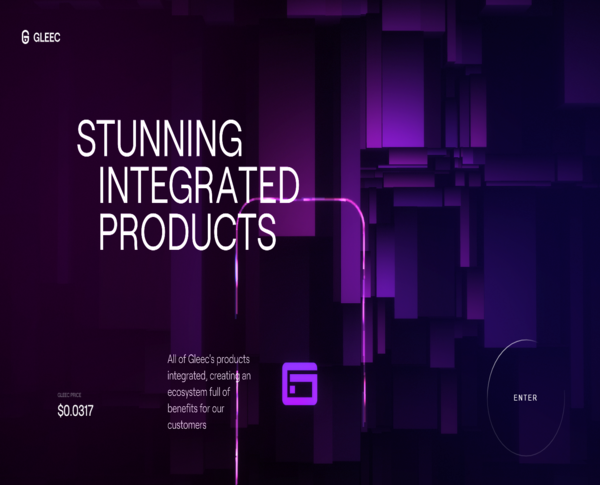 GLEEC
STUNNING
INTEGRATED
PRODUCTS
All of Gleec's products
integrated, creating an
ecosystem full of
benefits for our
customers
GLEEC PRICE
$0.0317
ENTER